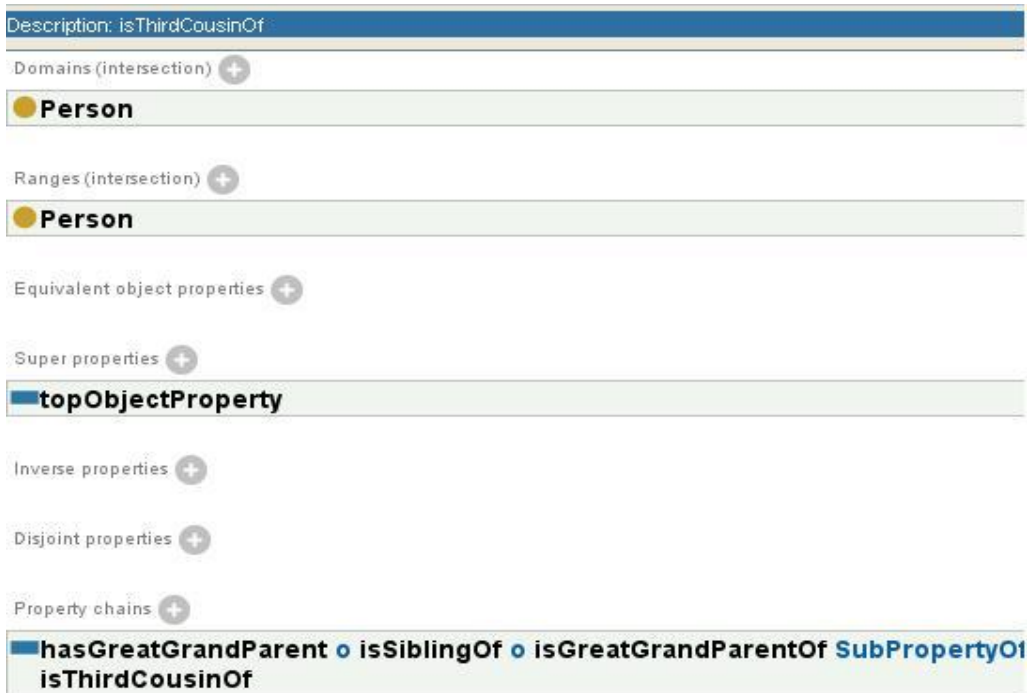 Description: isThirdCousinOf
Domains (intersection)
Person
Ranges (intersection)
Person
Equivalent object properties
Super properties
topObjectProperty
Inverse properties
Disjoint properties
Property chains
hasGreatGrandParent o isSiblingOf o isGreatGrandParentOf SubPropertyOf
isThirdCousinOf